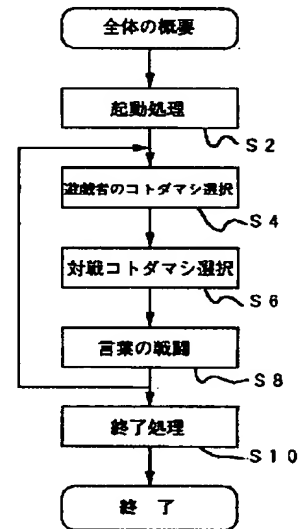 全体の概要
起動処理
S2
遊戯者のコトダマシ選択
S4
対戦コトダマシ選択
S6
言葉の戦闘
S8
終了処理
S10
終 了